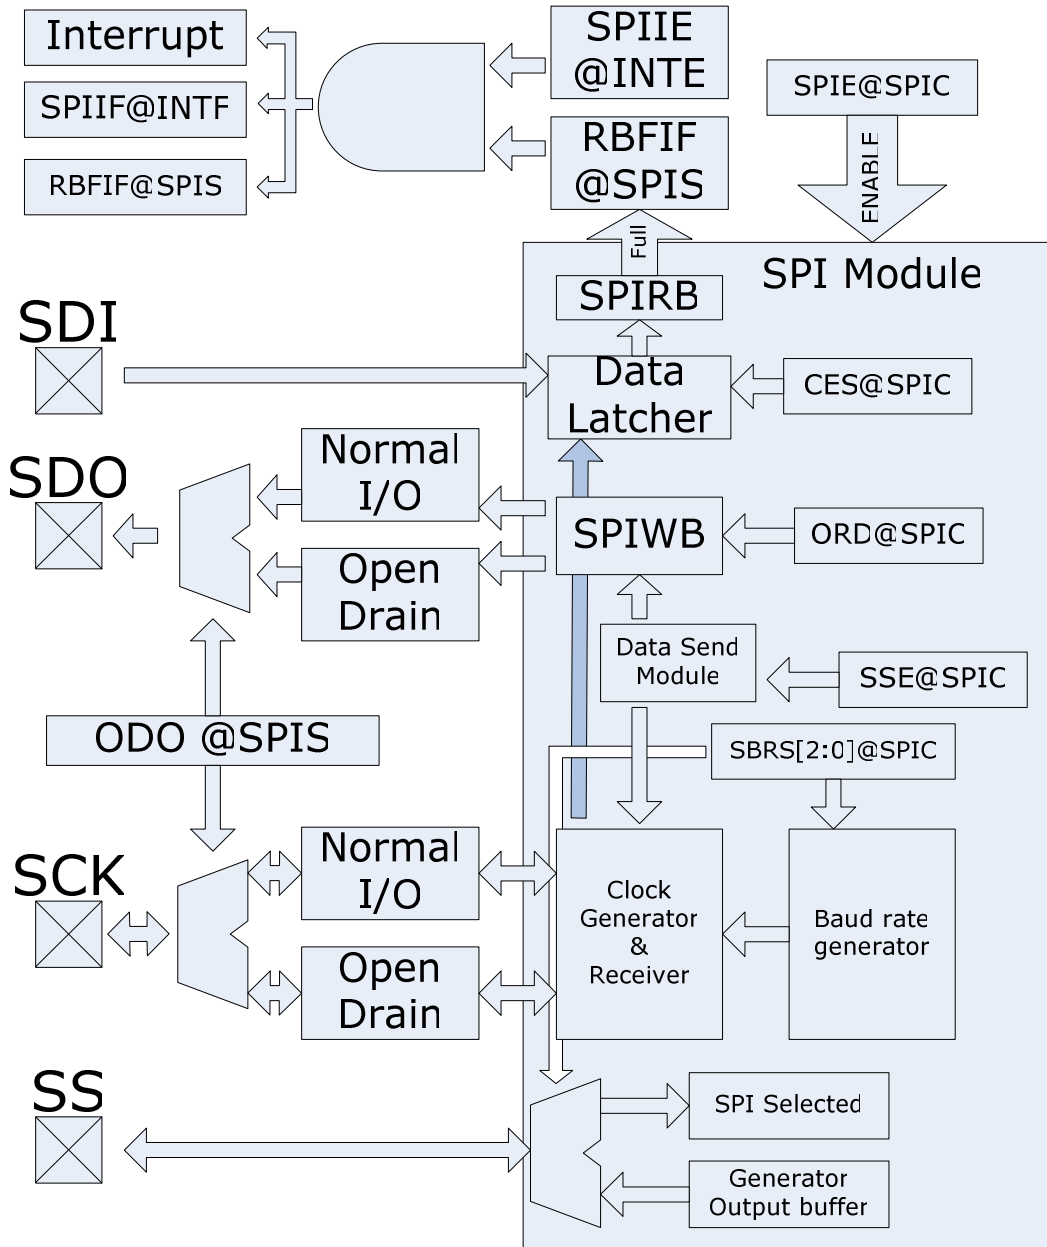 Interrupt
SPIIF@INTF
RBFIF@SPIS
SPIIE
@INTE
RBFIF
@SPIS
SPIE@SPIC
ENABLE
Full
SPI Module
SPIRB
SDI
Data
Latcher
CES@SPIC
SDO
Normal
I/O
Open
Drain
SPIWB
ORD@SPIC
Data Send
Module
SSE@SPIC
ODO @SPIS
SBRS[2:0]@SPIC
SCK
Normal
I/O
Open
Drain
Clock
Generator
&
Receiver
Baud rate
generator
SS
SPI Selected
Generator
Output buffer